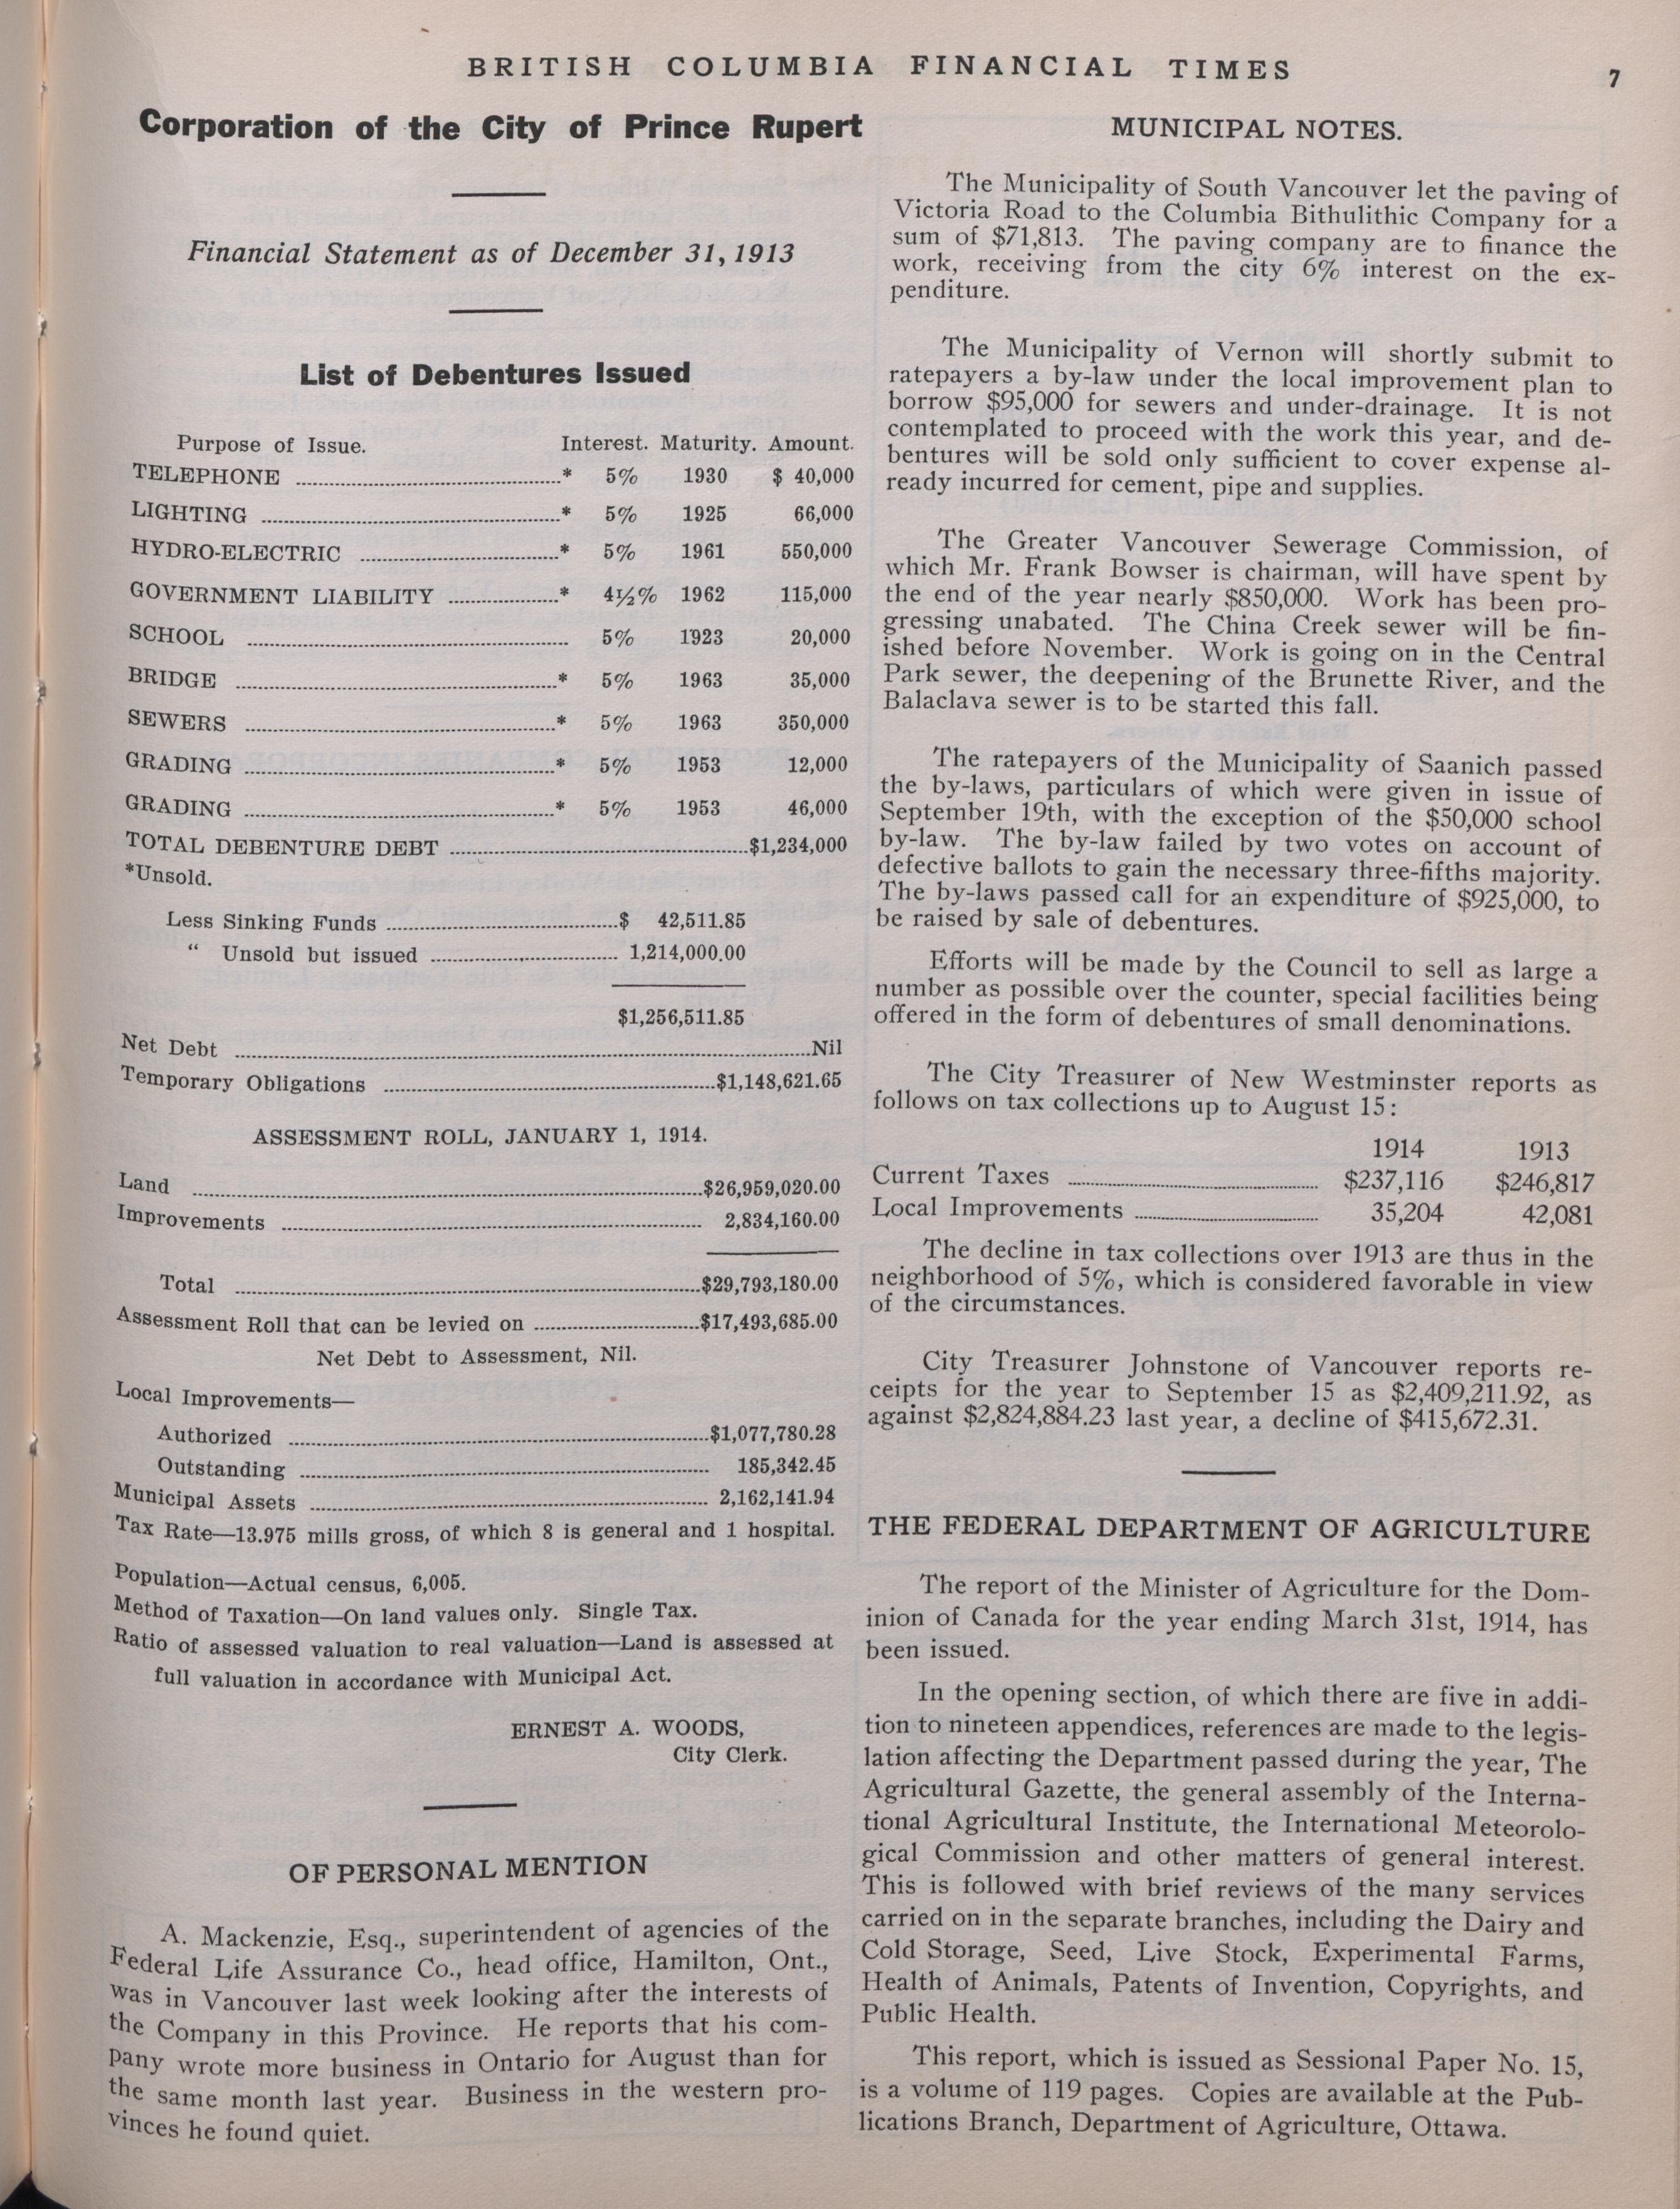 BRITISH COLUMBIA FINANCIAL TIMES 7
Corporation of the City of Prince Rupert
Financial Statement as of December 31, 1913
List of Debentures Issued
Purpose of Issue. Interest. Maturity. Amount.
TELEPHONE ........ * 5% 1930 $ 40,000
LIGHTING ........ * 5% 1925 66,000
HYDRO-ELECTRIC ........ * 5% 1961 550,000
GOVERNMENT LIABILITY ........ * 4½% 1962 115,000
SCHOOL ........ 5% 1923 20,000
BRIDGE ........ * 5% 1963 35,000
SEWERS ........ * 5% 1963 350,000
GRADING ........ * 5% 1953 12,000
GRADING ........ * 5% 1953 46,000
TOTAL DEBENTURE DEBT ........ $1,234,000
*Unsold.
Less Sinking Funds ........ $ 42,511.85
" Unsold but issued ........ 1,214,000.00
$1,256,511.85
Net Debt ........ Nil
Temporary Obligations ........ $1,148,621.65
ASSESSMENT ROLL, JANUARY 1, 1914.
Land ........ $26,959,020.00
Improvements ........ 2,834,160.00
Total ........ $29,793,180.00
Assessment Roll that can be levied on ........ $17,493,685.00
Net Debt to Assessment, Nil.
Local Improvements—
Authorized ........ $1,077,780.28
Outstanding ........ 185,342.45
Municipal Assets ........ 2,162,141.94
Tax Rate—13.975 mills gross, of which 8 is general and 1 hospital.
Population—Actual census, 6,005.
Method of Taxation—On land values only. Single Tax.
Ratio of assessed valuation to real valuation—Land is assessed at
full valuation in accordance with Municipal Act.
ERNEST A. WOODS,
City Clerk.
OF PERSONAL MENTION
A. Mackenzie, Esq., superintendent of agencies of the
Federal Life Assurance Co., head office, Hamilton, Ont.,
was in Vancouver last week looking after the interests of
the Company in this Province. He reports that his com-
pany wrote more business in Ontario for August than for
the same month last year. Business in the western pro-
vinces he found quiet.
MUNICIPAL NOTES.
The Municipality of South Vancouver let the paving of
Victoria Road to the Columbia Bithulithic Company for a
sum of $71,813. The paving company are to finance the
work, receiving from the city 6% interest on the ex-
penditure.
The Municipality of Vernon will shortly submit to
ratepayers a by-law under the local improvement plan to
borrow $95,000 for sewers and under-drainage. It is not
contemplated to proceed with the work this year, and de-
bentures will be sold only sufficient to cover expense al-
ready incurred for cement, pipe and supplies.
The Greater Vancouver Sewerage Commission, of
which Mr. Frank Bowser is chairman, will have spent by
the end of the year nearly $850,000. Work has been pro-
gressing unabated. The China Creek sewer will be fin-
ished before November. Work is going on in the Central
Park sewer, the deepening of the Brunette River, and the
Balaclava sewer is to be started this fall.
The ratepayers of the Municipality of Saanich passed
the by-laws, particulars of which were given in issue of
September 19th, with the exception of the $50,000 school
by-law. The by-law failed by two votes on account of
defective ballots to gain the necessary three-fifths majority.
The by-laws passed call for an expenditure of $925,000, to
be raised by sale of debentures.
Efforts will be made by the Council to sell as large a
number as possible over the counter, special facilities being
offered in the form of debentures of small denominations.
The City Treasurer of New Westminster reports as
follows on tax collections up to August 15:
1914 1913
Current Taxes ........ $237,116 $246,817
Local Improvements ........ 35,204 42,081
The decline in tax collections over 1913 are thus in the
neighborhood of 5%, which is considered favorable in view
of the circumstances.
City Treasurer Johnstone of Vancouver reports re-
ceipts for the year to September 15 as $2,409,211.92, as
against $2,824,884.23 last year, a decline of $415,672.31.
THE FEDERAL DEPARTMENT OF AGRICULTURE
The report of the Minister of Agriculture for the Dom-
inion of Canada for the year ending March 31st, 1914, has
been issued.
In the opening section, of which there are five in addi-
tion to nineteen appendices, references are made to the legis-
lation affecting the Department passed during the year, The
Agricultural Gazette, the general assembly of the Interna-
tional Agricultural Institute, the International Meteorolo-
gical Commission and other matters of general interest.
This is followed with brief reviews of the many services
carried on in the separate branches, including the Dairy and
Cold Storage, Seed, Live Stock, Experimental Farms,
Health of Animals, Patents of Invention, Copyrights, and
Public Health.
This report, which is issued as Sessional Paper No. 15,
is a volume of 119 pages. Copies are available at the Pub-
lications Branch, Department of Agriculture, Ottawa.